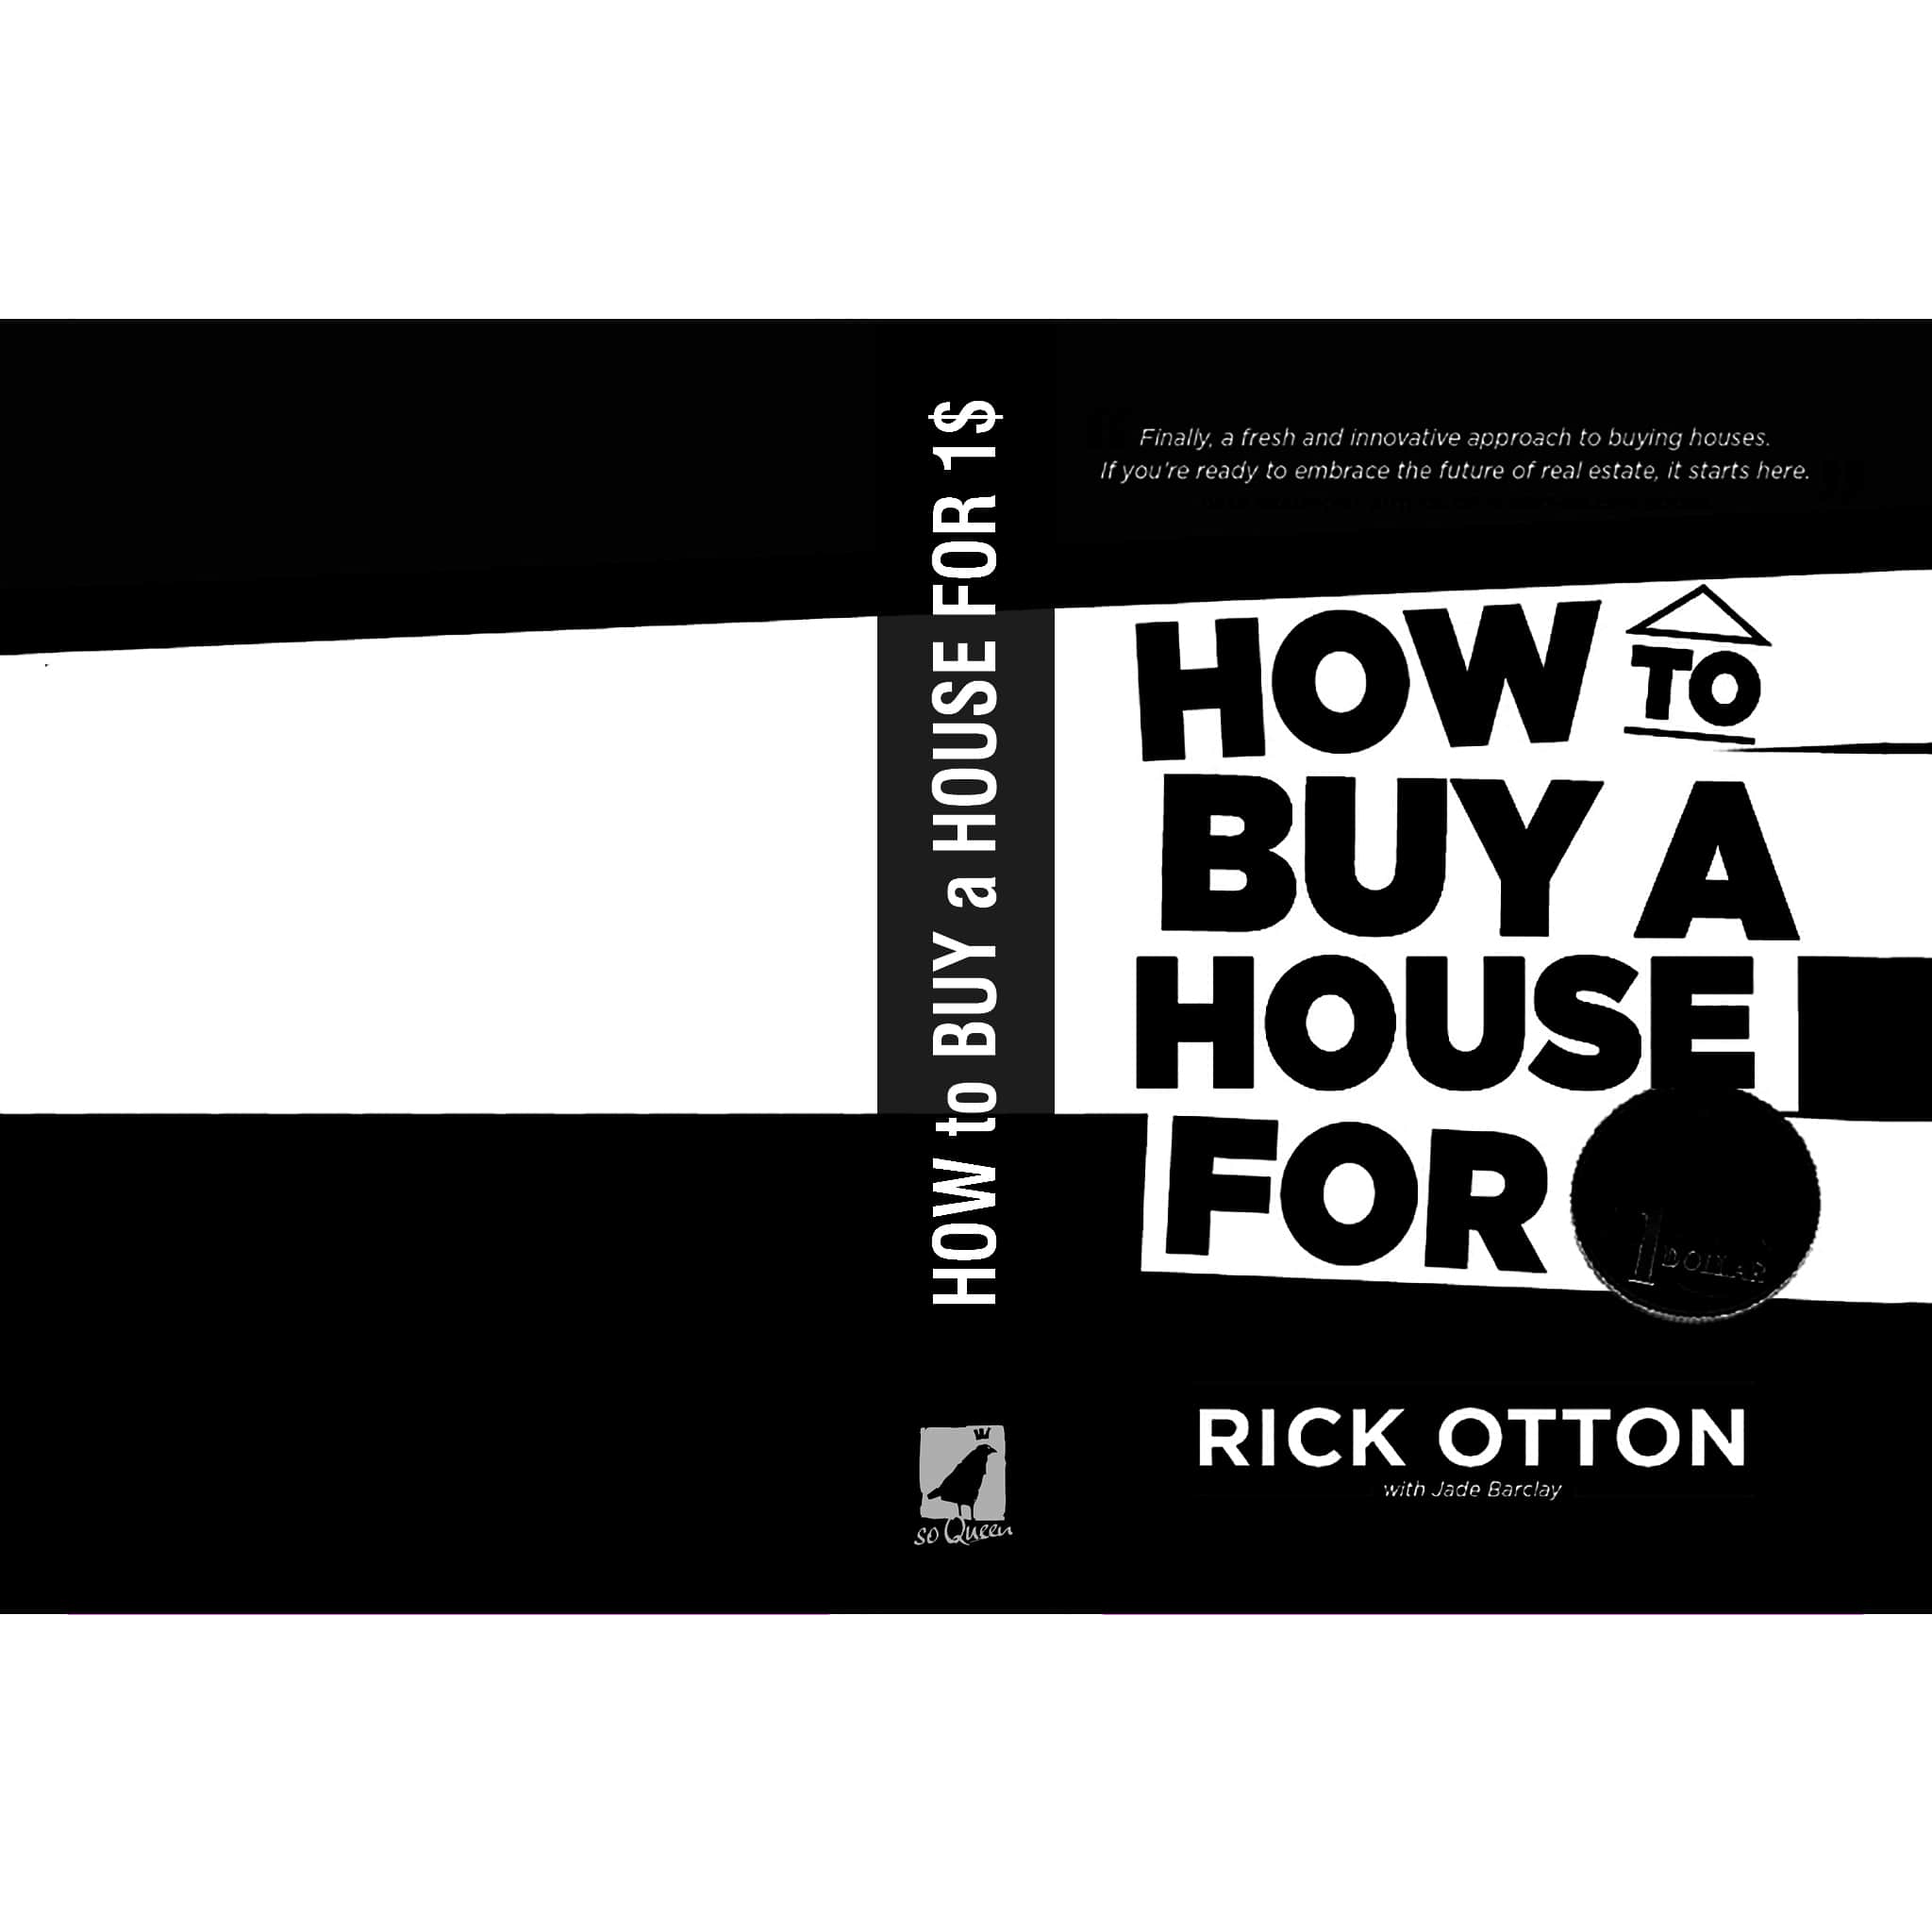 HOW to BUY a HOUSE FOR 1$
so Queen
Finally, a fresh and innovative approach to buying houses.
If you're ready to embrace the future of real estate, it starts here.
HOW TO
BUY A
HOUSE
FOR
1 DOLLAR
RICK OTTON
with Jade Barclay